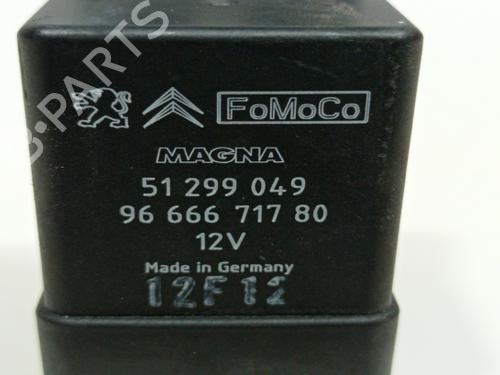 FoMoCo
MAGNA
51 299 049
96 666 717 80
12V
Made in Germany
12F12
B-PARTS